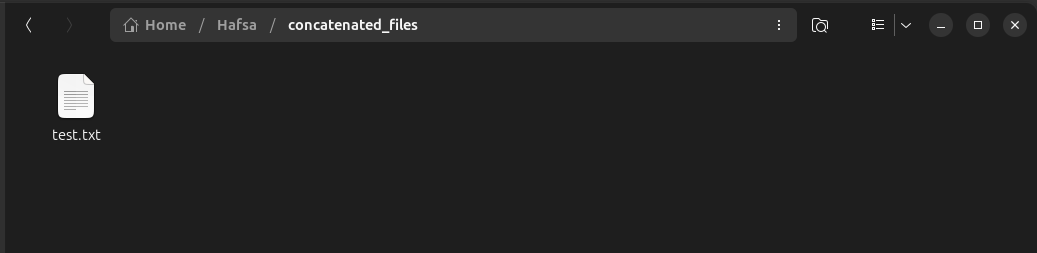 Home / Hafsa / concatenated_files
test.txt